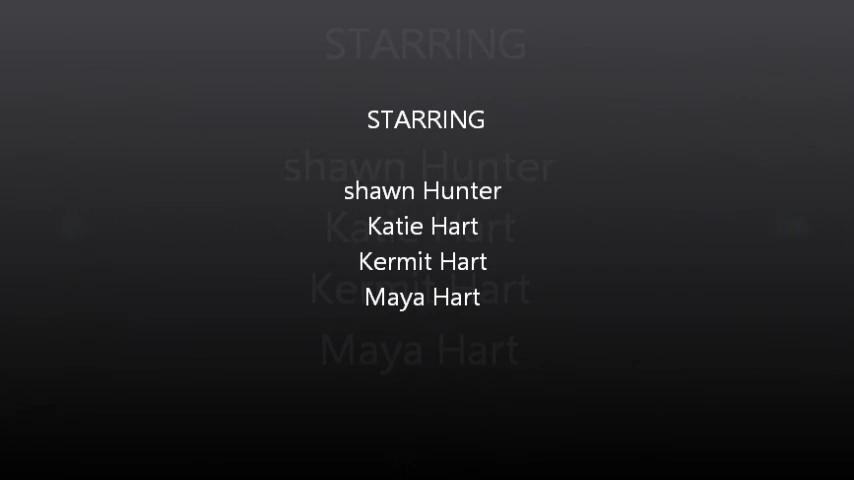 STARRING
shawn Hunter
Katie Hart
Kermit Hart
Maya Hart